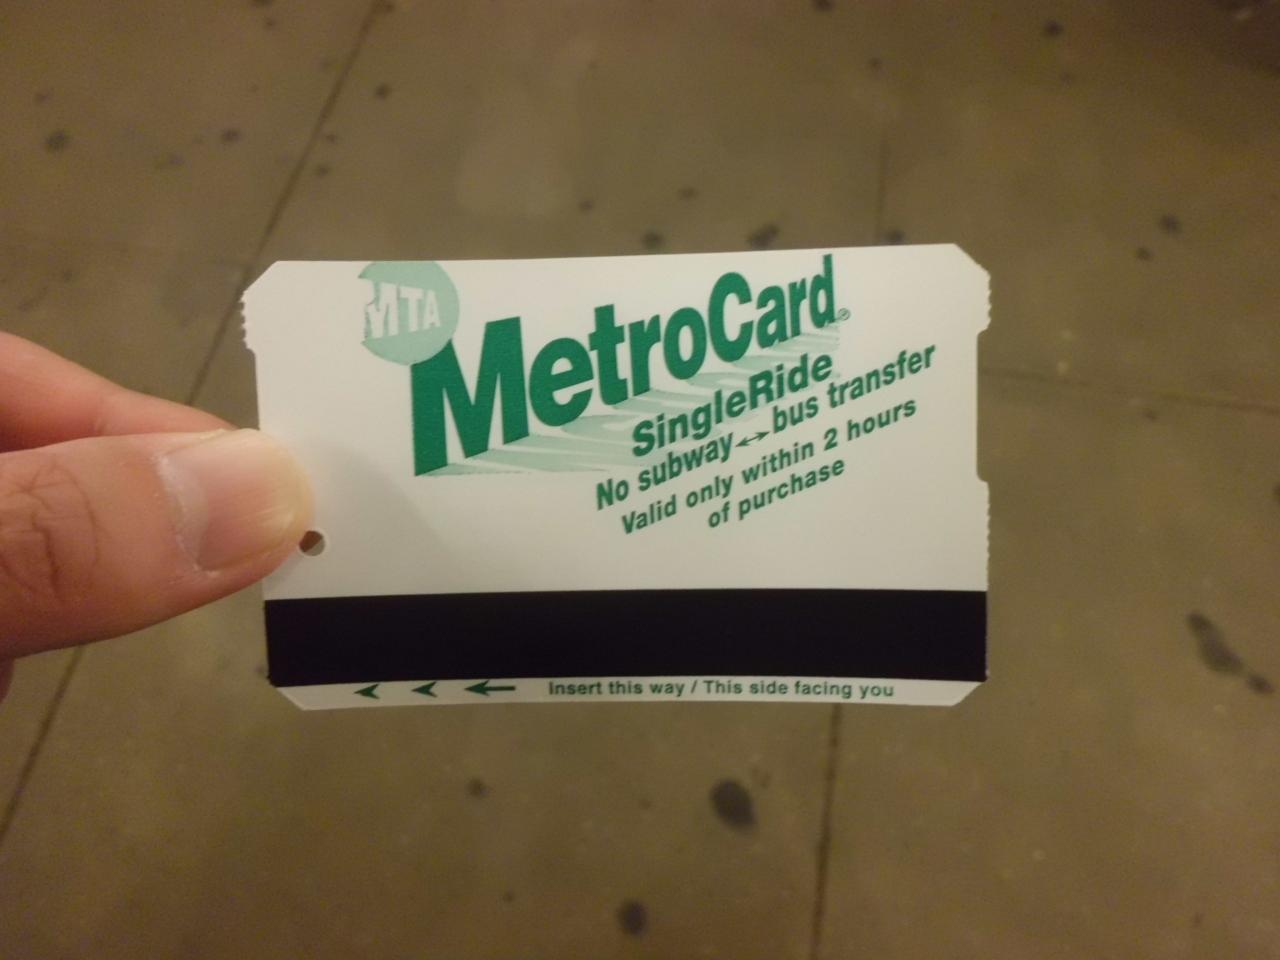 MTA
MetroCard®
SingleRide
No subway↔bus transfer
Valid only within 2 hours
of purchase
Insert this way / This side facing you